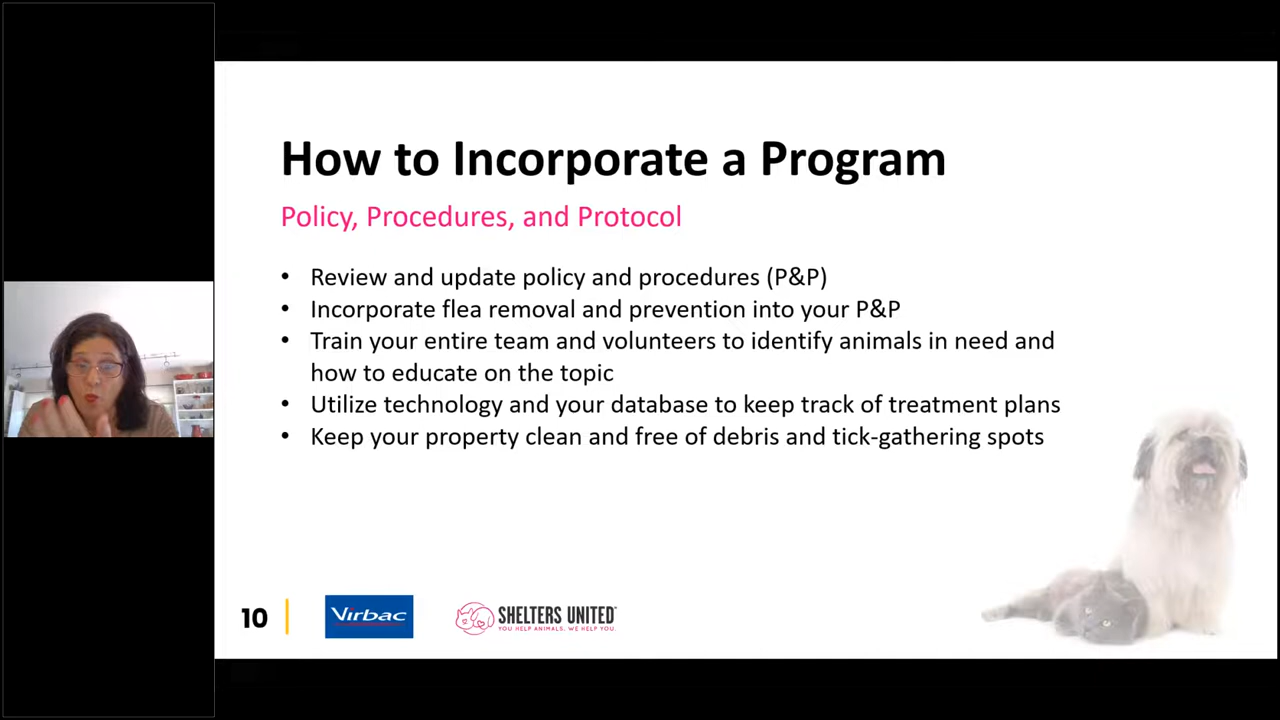 How to Incorporate a Program
Policy, Procedures, and Protocol
• Review and update policy and procedures (P&P)
• Incorporate flea removal and prevention into your P&P
• Train your entire team and volunteers to identify animals in need and
how to educate on the topic
• Utilize technology and your database to keep track of treatment plans
• Keep your property clean and free of debris and tick-gathering spots
10
Virbac
SHELTERS UNITED
YOU HELP ANIMALS. WE HELP YOU.